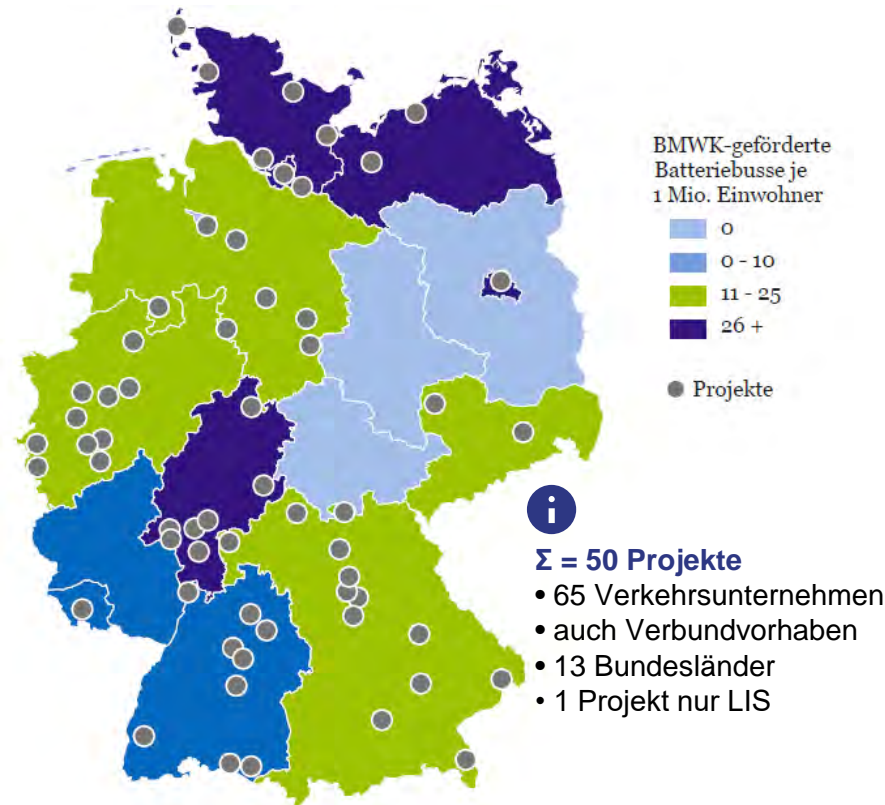 BMWK-geförderte
Batteriebusse je
1 Mio. Einwohner
0
0 - 10
11 - 25
26 +
Projekte
i
Σ = 50 Projekte
• 65 Verkehrsunternehmen
• auch Verbundvorhaben
• 13 Bundesländer
• 1 Projekt nur LIS